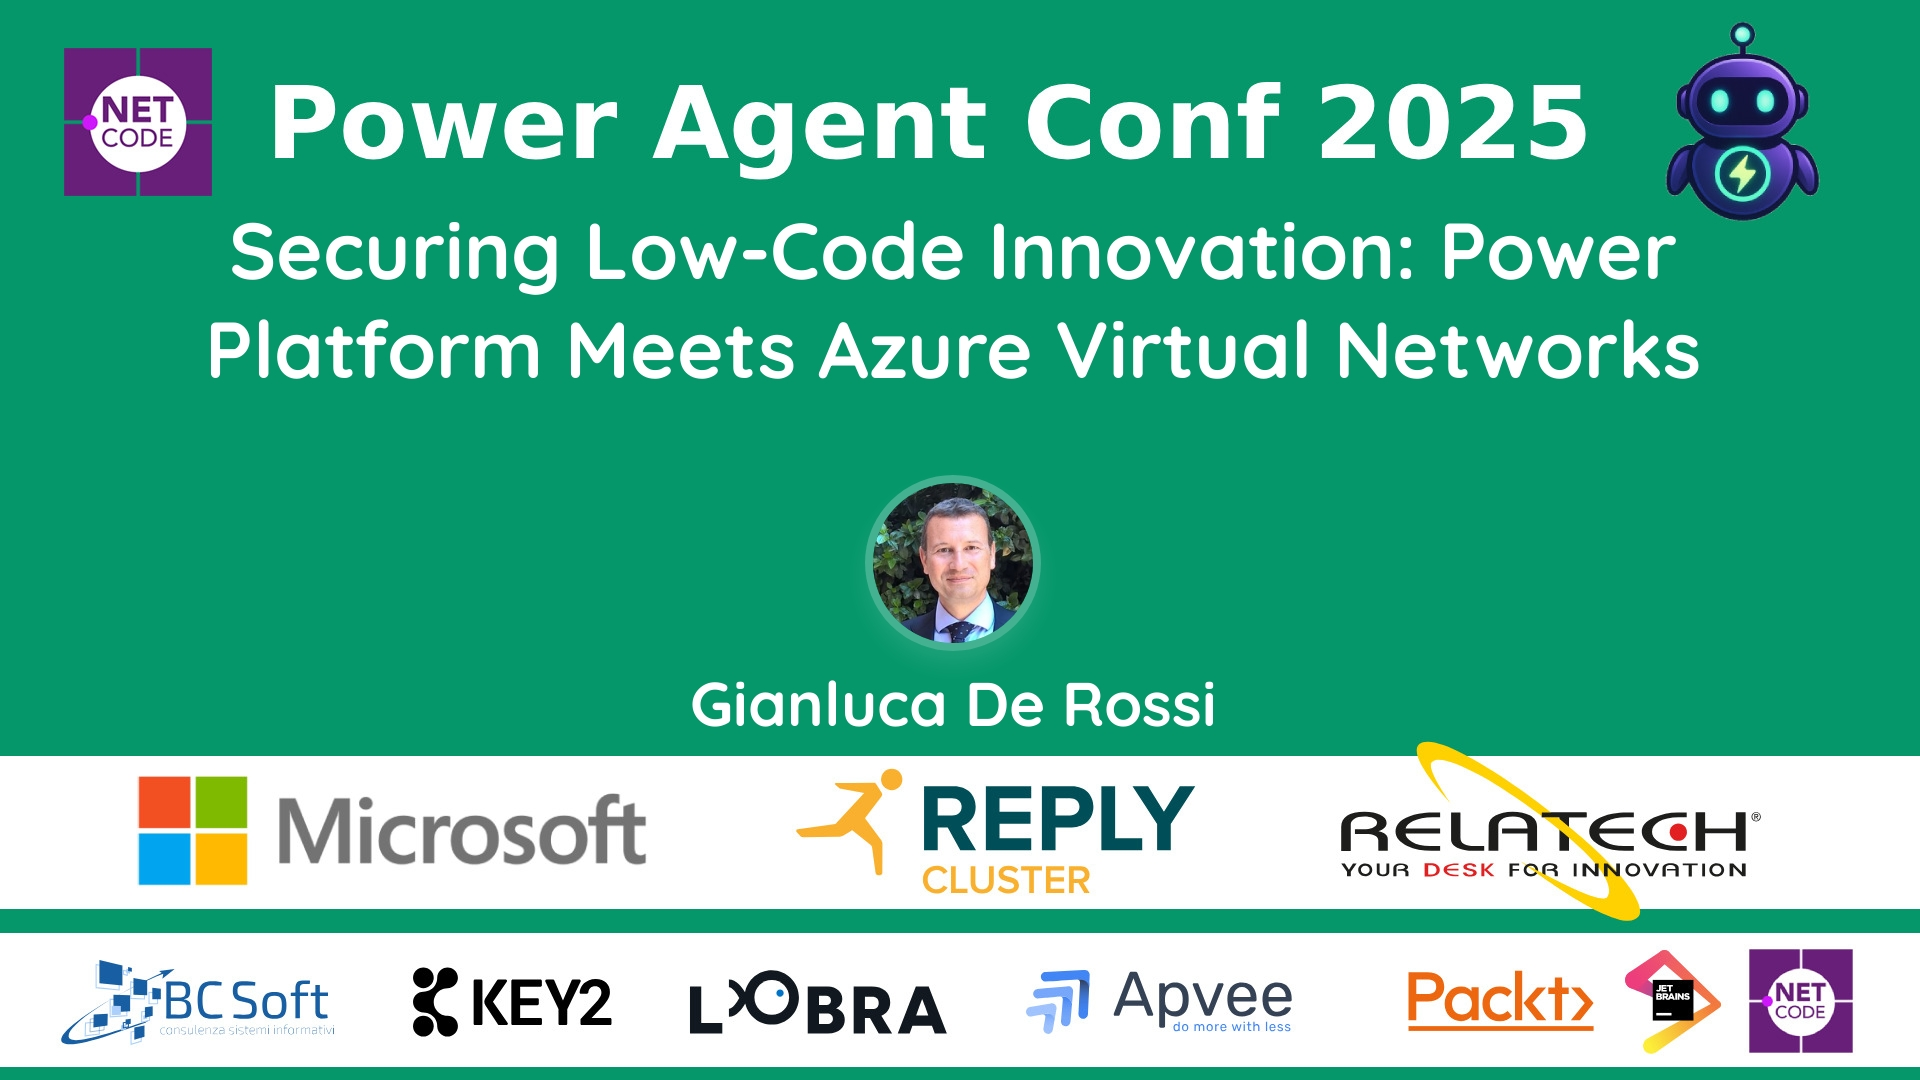 NET
CODE
Power Agent Conf 2025
Securing Low-Code Innovation: Power
Platform Meets Azure Virtual Networks
Gianluca De Rossi
Microsoft
REPLY
CLUSTER
RELATECH®
YOUR DESK FOR INNOVATION
BC Soft
consulenza sistemi informativi
KEY2
LOBRA
Apvee
do more with less
Packt>
JET
BRAINS
NET
CODE